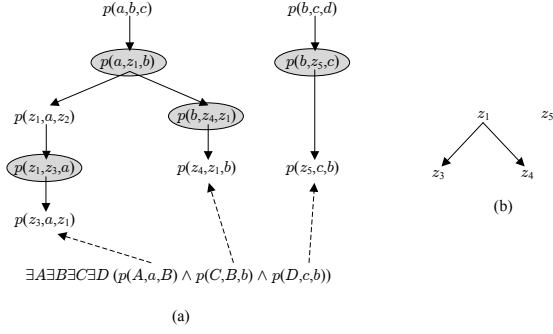 p(a,b,c) p(b,c,d)
p(a,z₁,b) p(b,z₅,c)
p(z₁,a,z₂) p(b,z₄,z₁) z₁ z₅
p(z₁,z₃,a) p(z₄,z₁,b) p(z₅,c,b) z₃ z₄
p(z₃,a,z₁) (b)
∃A∃B∃C∃D (p(A,a,B) ∧ p(C,B,b) ∧ p(D,c,b))
(a)